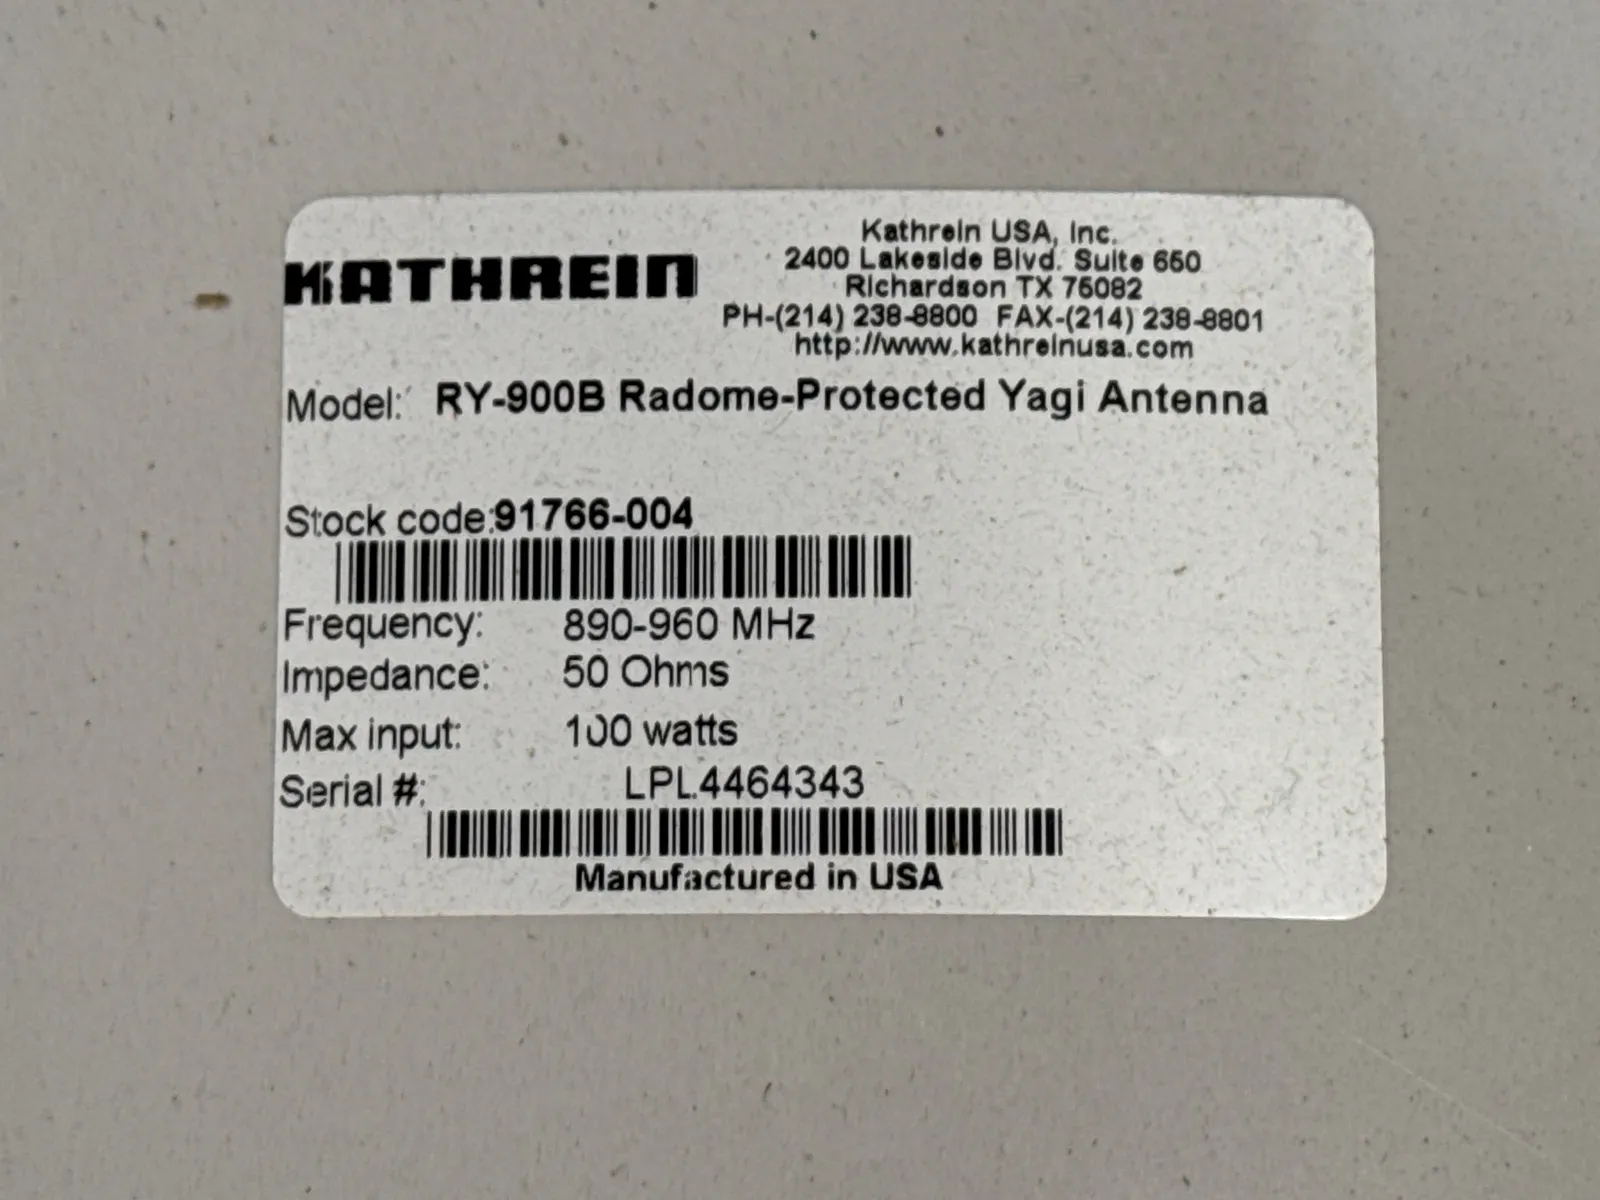 KATHREIN
Kathrein USA, Inc.
2400 Lakeside Blvd. Suite 650
Richardson TX 75082
PH-(214) 238-8800 FAX-(214) 238-8801
http://www.kathreinusa.com
Model: RY-900B Radome-Protected Yagi Antenna
Stock code:91766-004
Frequency: 890-960 MHz
Impedance: 50 Ohms
Max input: 100 watts
Serial #: LPL4464343
Manufactured in USA